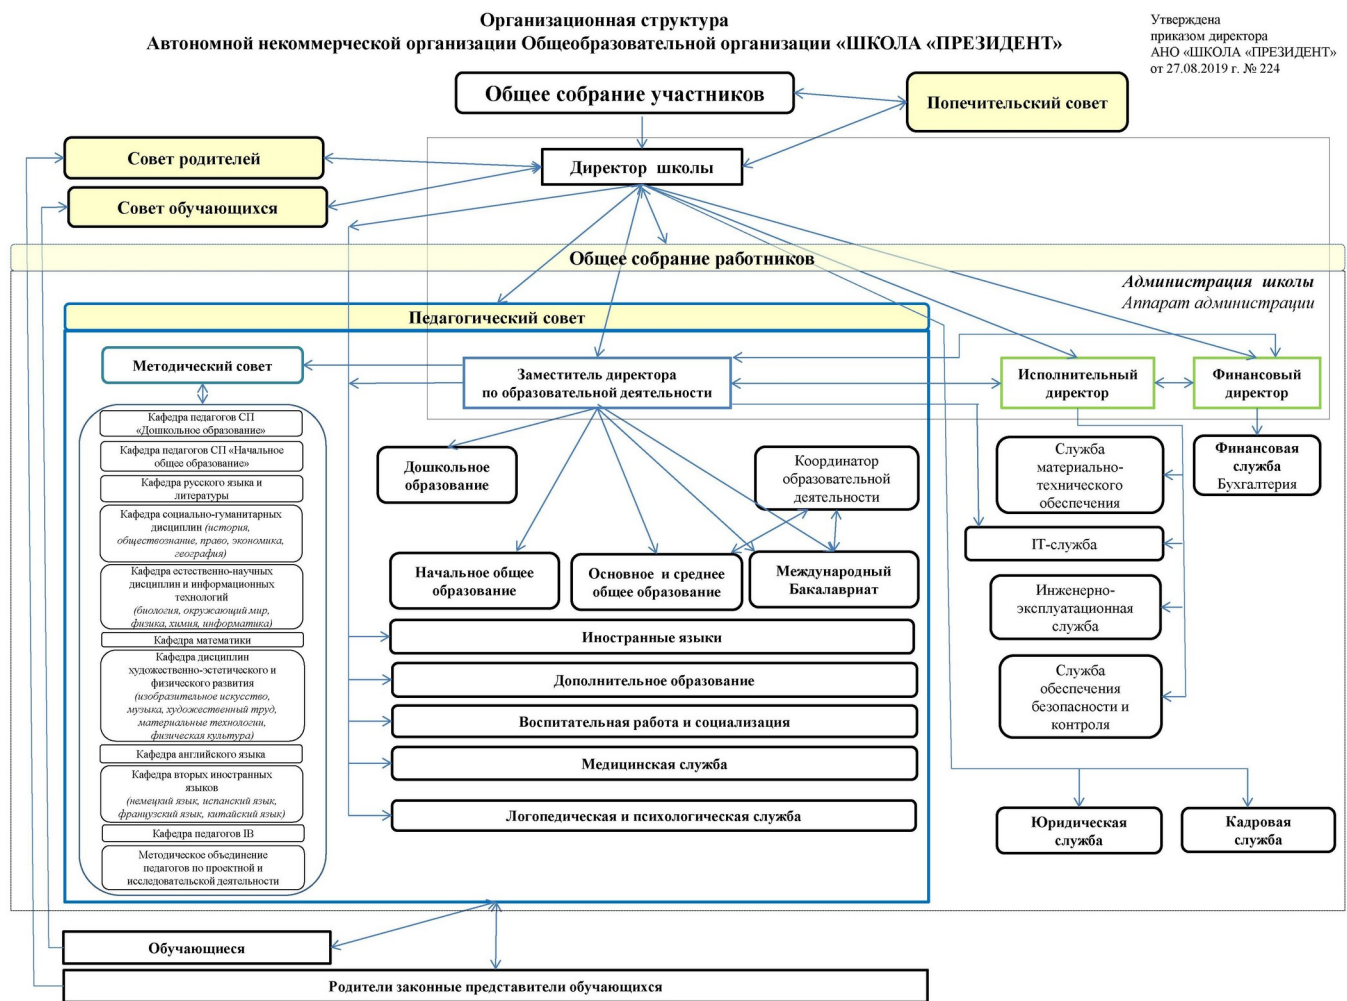 Организационная структура
Автономной некоммерческой организации Общеобразовательной организации «ШКОЛА «ПРЕЗИДЕНТ»
Утверждена
приказом директора
АНО «ШКОЛА «ПРЕЗИДЕНТ»
от 27.08.2019 г. № 224
Общее собрание участников
Попечительский совет
Совет родителей
Директор школы
Совет обучающихся
Общее собрание работников
Администрация школы
Аппарат администрации
Педагогический совет
Методический совет
Заместитель директора
по образовательной деятельности
Исполнительный
директор
Финансовый
директор
Кафедра педагогов СП
«Дошкольное образование»
Кафедра педагогов СП «Начальное
общее образование»
Кафедра русского языка и
литературы
Кафедра социально-гуманитарных
дисциплин (история,
обществознание, право, экономика,
география)
Кафедра естественно-научных
дисциплин и информационных
технологий
(биология, окружающий мир,
физика, химия, информатика)
Кафедра математики
Кафедра дисциплин
художественно-эстетического и
физического развития
(изобразительное искусство,
музыка, художественный труд,
материальные технологии,
физическая культура)
Кафедра английского языка
Кафедра вторых иностранных
языков
(немецкий язык, испанский язык,
французский язык, китайский язык)
Кафедра педагогов IB
Методическое объединение
педагогов по проектной и
исследовательской деятельности
Дошкольное
образование
Координатор
образовательной
деятельности
Начальное общее
образование
Основное и среднее
общее образование
Международный
Бакалавриат
Иностранные языки
Дополнительное образование
Воспитательная работа и социализация
Медицинская служба
Логопедическая и психологическая служба
Служба
материально-
технического
обеспечения
Финансовая
служба
Бухгалтерия
IT-служба
Инженерно-
эксплуатационная
служба
Служба
обеспечения
безопасности и
контроля
Юридическая
служба
Кадровая
служба
Обучающиеся
Родители законные представители обучающихся